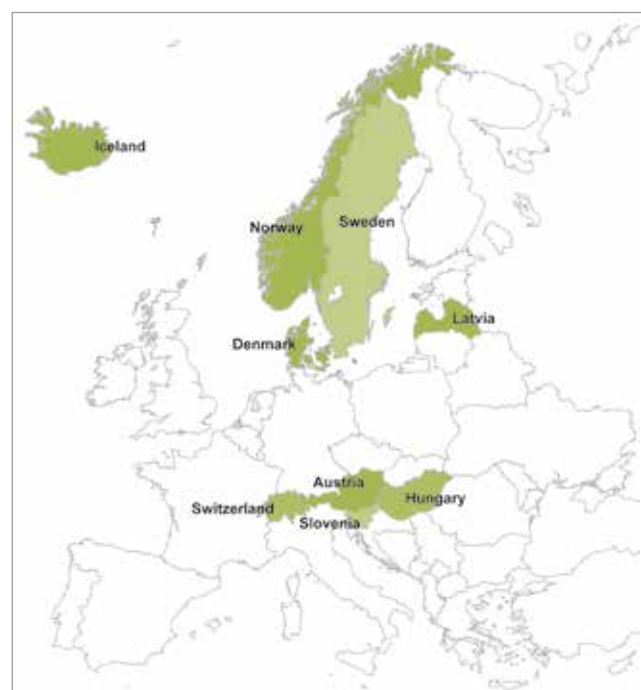 Iceland
Norway
Sweden
Latvia
Denmark
Austria
Hungary
Switzerland
Slovenia